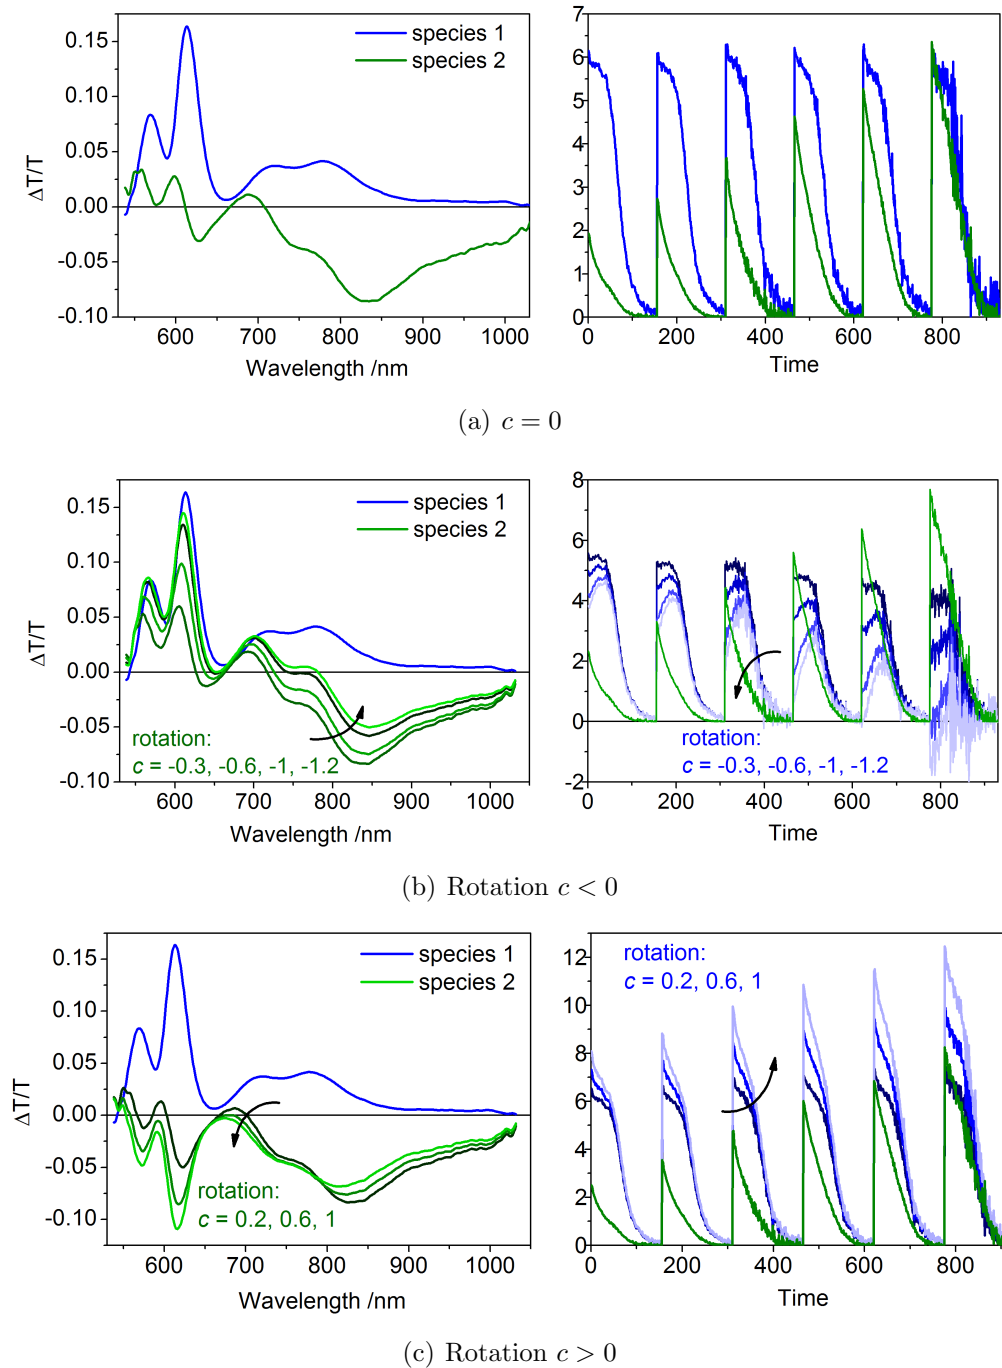 species 1
species 2
0.15
0.10
0.05
0.00
-0.05
-0.10
ΔT/T
600
700
800
900
1000
Wavelength /nm
7
6
5
4
3
2
1
0
0
200
400
600
800
Time
(a) c = 0
species 1
species 2
0.15
0.10
0.05
0.00
-0.05
-0.10
ΔT/T
rotation:
c = -0.3, -0.6, -1, -1.2
600
700
800
900
1000
Wavelength /nm
8
6
4
2
0
-2
rotation:
c = -0.3, -0.6, -1, -1.2
0
200
400
600
800
Time
(b) Rotation c < 0
species 1
species 2
0.15
0.10
0.05
0.00
-0.05
-0.10
ΔT/T
rotation:
c = 0.2, 0.6, 1
600
700
800
900
1000
Wavelength /nm
rotation:
c = 0.2, 0.6, 1
12
10
8
6
4
2
0
0
200
400
600
800
Time
(c) Rotation c > 0